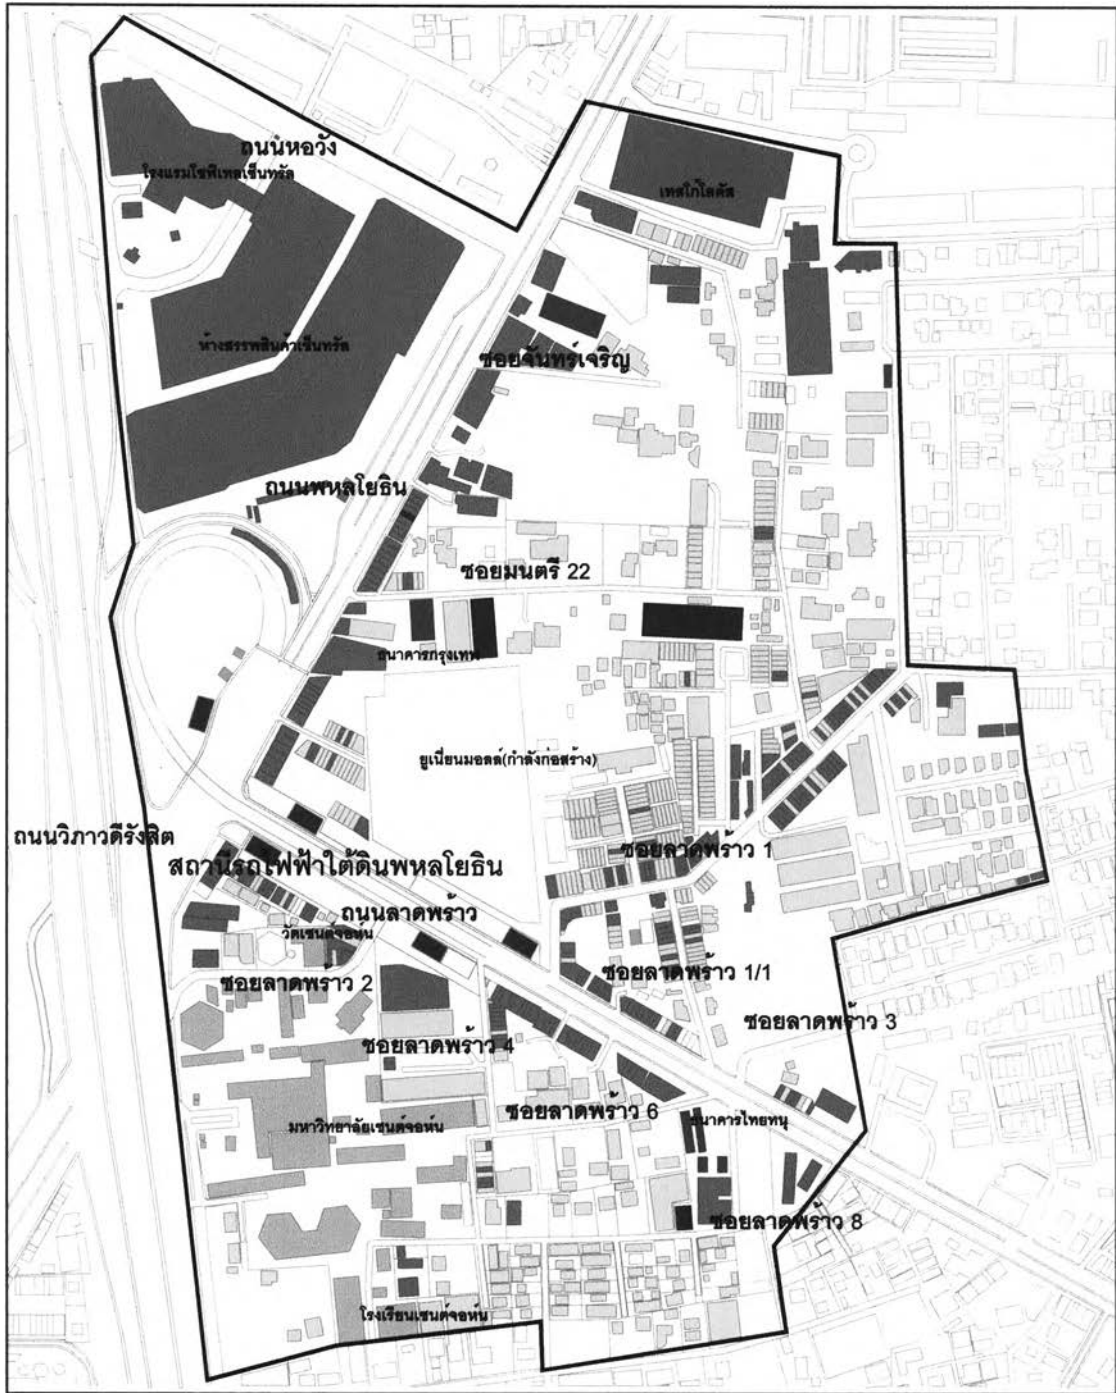 ถนนหอวัง
โรงแรมโซฟิเทลเซ็นทรัล
เทสโก้โลตัส
ห้างสรรพสินค้าเซ็นทรัล
ซอยจันทร์เจริญ
ถนนพหลโยธิน
ซอยมนตรี 22
ธนาคารกรุงเทพ
ยูเนี่ยนมอลล์(กำลังก่อสร้าง)
ถนนวิภาวดีรังสิต
ซอยลาดพร้าว 1
สถานีรถไฟฟ้าใต้ดินพหลโยธิน
ถนนลาดพร้าว
วัดเซนต์จอห์น
ซอยลาดพร้าว 2
ซอยลาดพร้าว 1/1
ซอยลาดพร้าว 3
ซอยลาดพร้าว 4
ซอยลาดพร้าว 6
มหาวิทยาลัยเซนต์จอห์น
ธนาคารไทยทนุ
ซอยลาดพร้าว 8
โรงเรียนเซนต์จอห์น